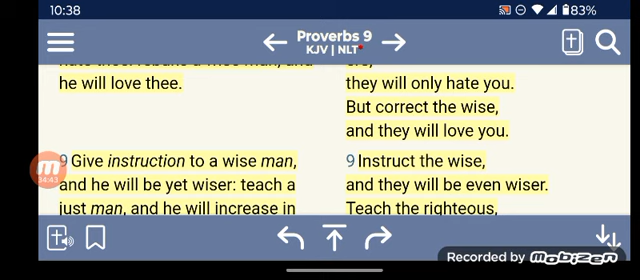 10:38
83%
Proverbs 9
KJV | NLT
he will love thee.
they will only hate you.
But correct the wise,
and they will love you.
9 Give instruction to a wise man,
and he will be yet wiser: teach a
just man, and he will increase in
9 Instruct the wise,
and they will be even wiser.
Teach the righteous,
34:43
Recorded by Mobizen